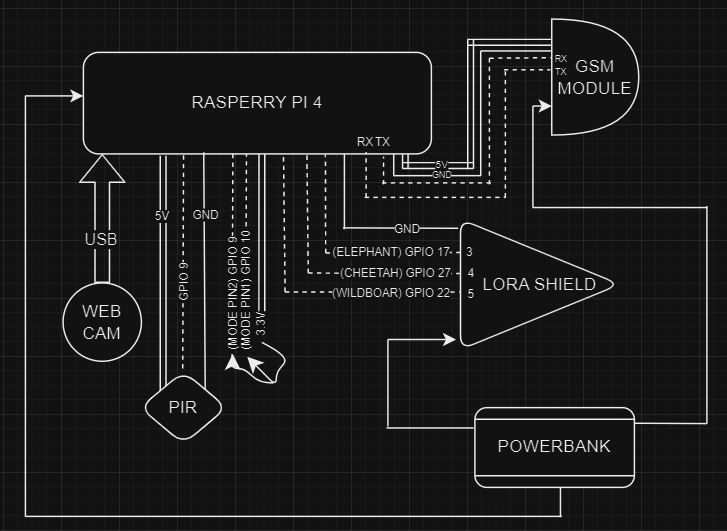 RX
GSM
MODULE
TX
RASPERRY PI 4
RX TX
5V
GND
5V
GND
GND
USB
GPIO 9
(MODE PIN2) GPIO 9
(MODE PIN1) GPIO 10
3.3V
(ELEPHANT) GPIO 17 3
(CHEETAH) GPIO 27 4
(WILDBOAR) GPIO 22 5
LORA SHIELD
WEB
CAM
PIR
POWERBANK